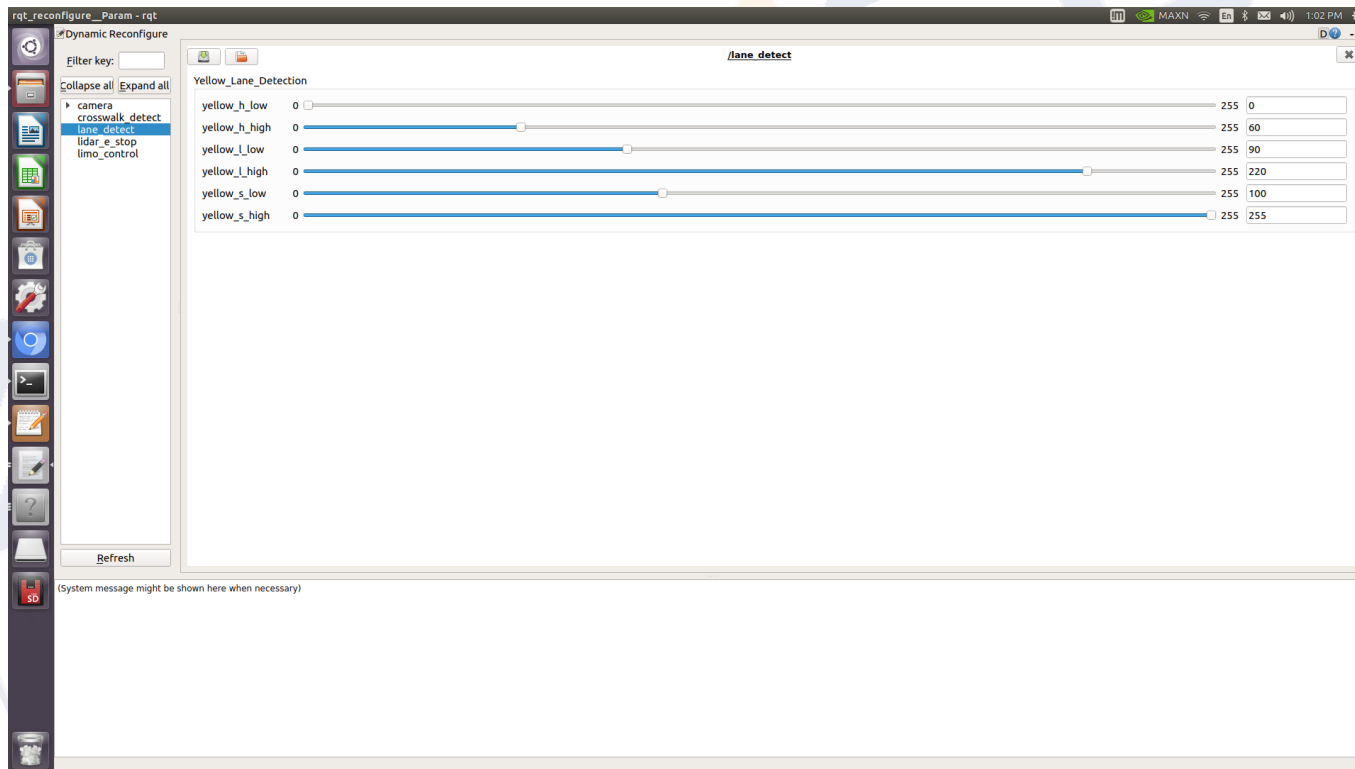 rqt_reconfigure__Param - rqt
MAXN En 1:02 PM
Dynamic Reconfigure
D ? -
Filter key:
Collapse all Expand all
camera
crosswalk_detect
lane_detect
lidar_e_stop
limo_control
Refresh
/lane_detect
Yellow_Lane_Detection
yellow_h_low 0 255 0
yellow_h_high 0 255 60
yellow_l_low 0 255 90
yellow_l_high 0 255 220
yellow_s_low 0 255 100
yellow_s_high 0 255 255
(System message might be shown here when necessary)
>_
?
SD